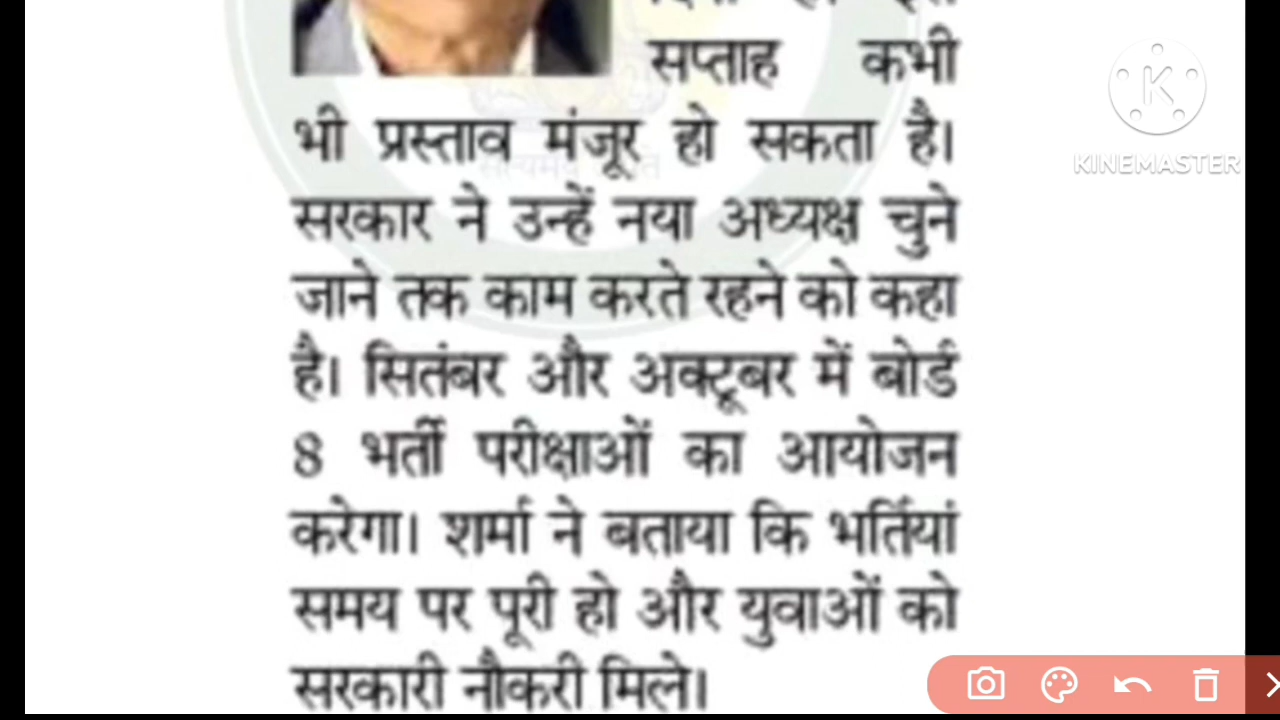 सप्ताह कभी
भी प्रस्ताव मंजूर हो सकता है।
सरकार ने उन्हें नया अध्यक्ष चुने
जाने तक काम करते रहने को कहा
है। सितंबर और अक्टूबर में बोर्ड
8 भर्ती परीक्षाओं का आयोजन
करेगा। शर्मा ने बताया कि भर्तियां
समय पर पूरी हो और युवाओं को
सरकारी नौकरी मिले।
K
KINEMASTER